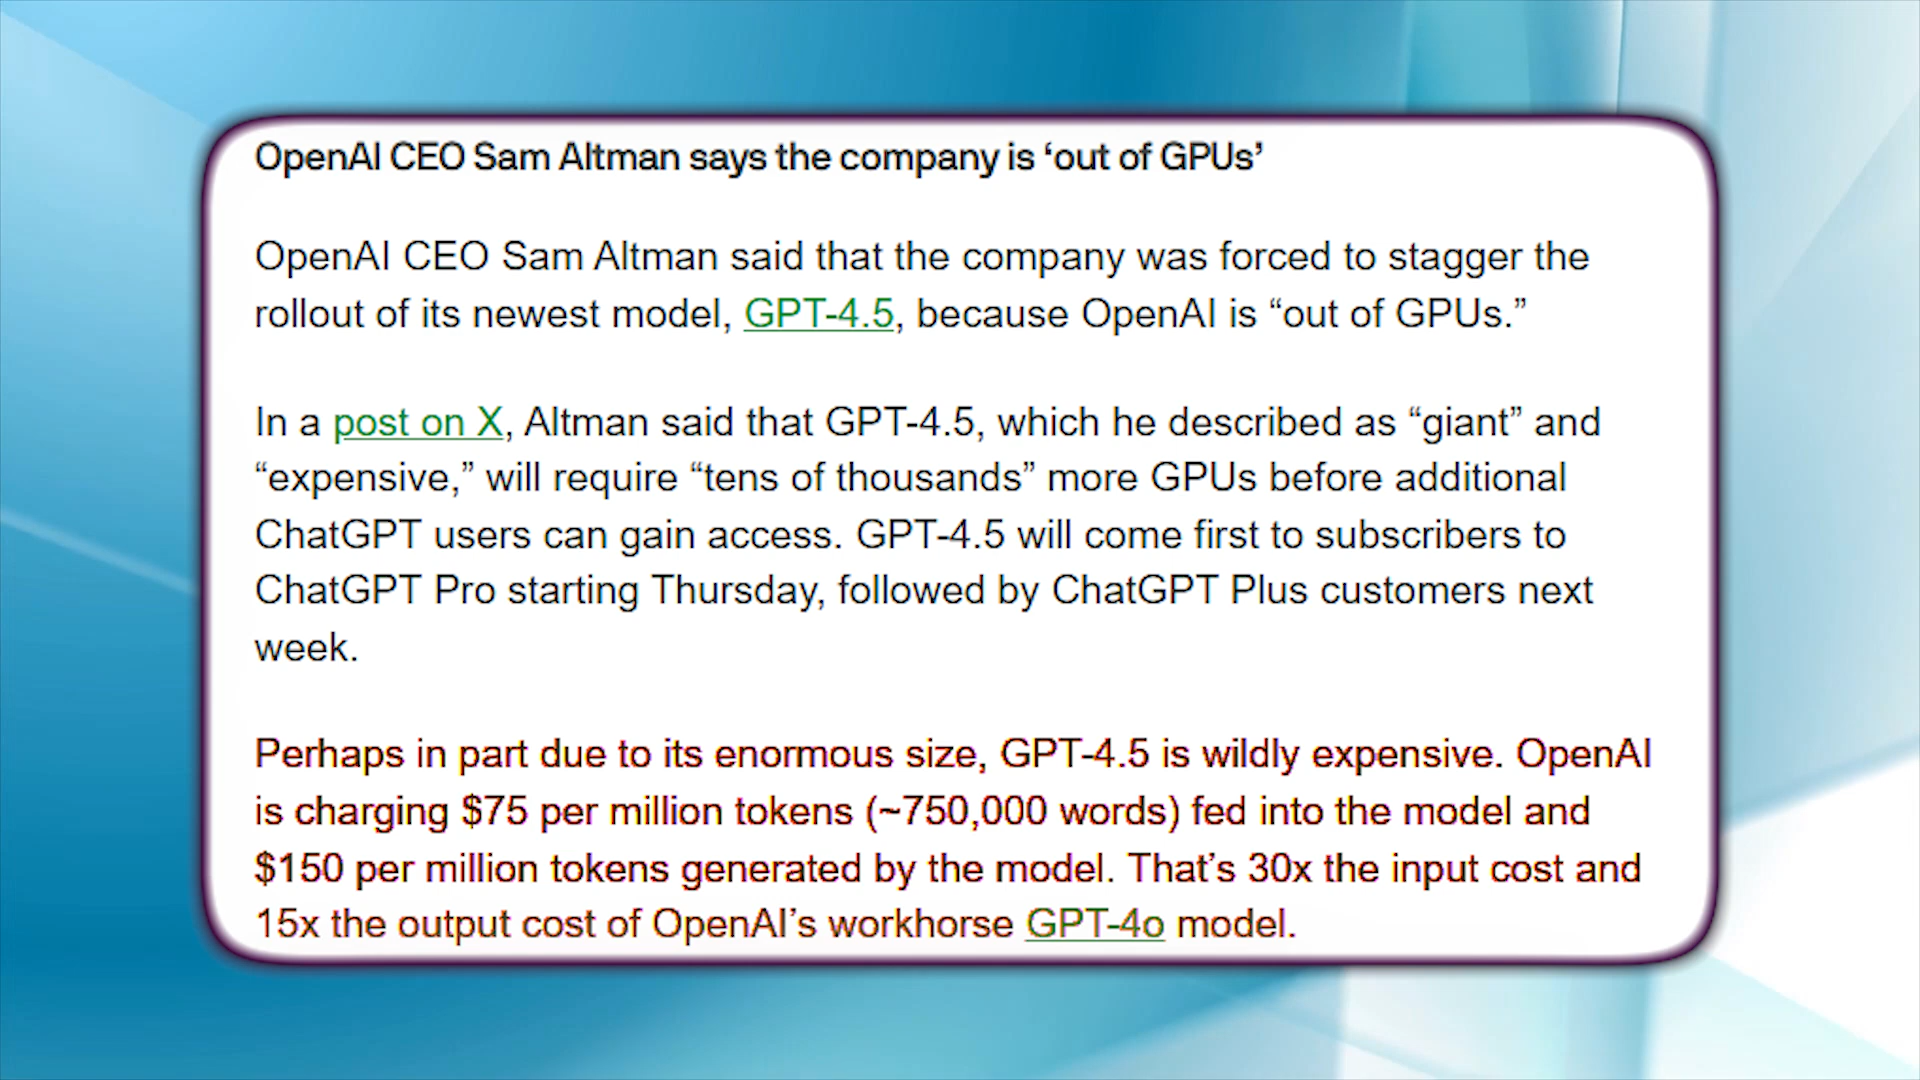 OpenAI CEO Sam Altman says the company is ‘out of GPUs’
OpenAI CEO Sam Altman said that the company was forced to stagger the
rollout of its newest model, GPT-4.5, because OpenAI is “out of GPUs.”
In a post on X, Altman said that GPT-4.5, which he described as “giant” and
“expensive,” will require “tens of thousands” more GPUs before additional
ChatGPT users can gain access. GPT-4.5 will come first to subscribers to
ChatGPT Pro starting Thursday, followed by ChatGPT Plus customers next
week.
Perhaps in part due to its enormous size, GPT-4.5 is wildly expensive. OpenAI
is charging $75 per million tokens (~750,000 words) fed into the model and
$150 per million tokens generated by the model. That’s 30x the input cost and
15x the output cost of OpenAI’s workhorse GPT-4o model.